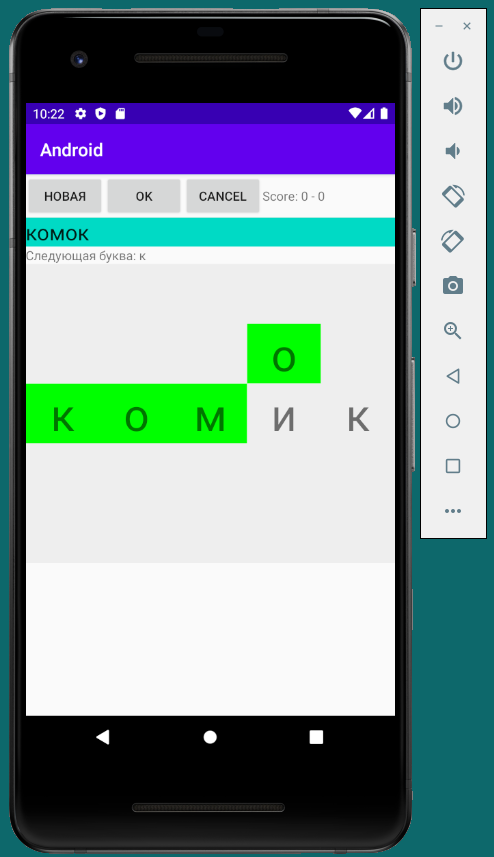 10:22
Android
НОВАЯ OK CANCEL Score: 0 - 0
комок
Следующая буква: к
о
к о м и к